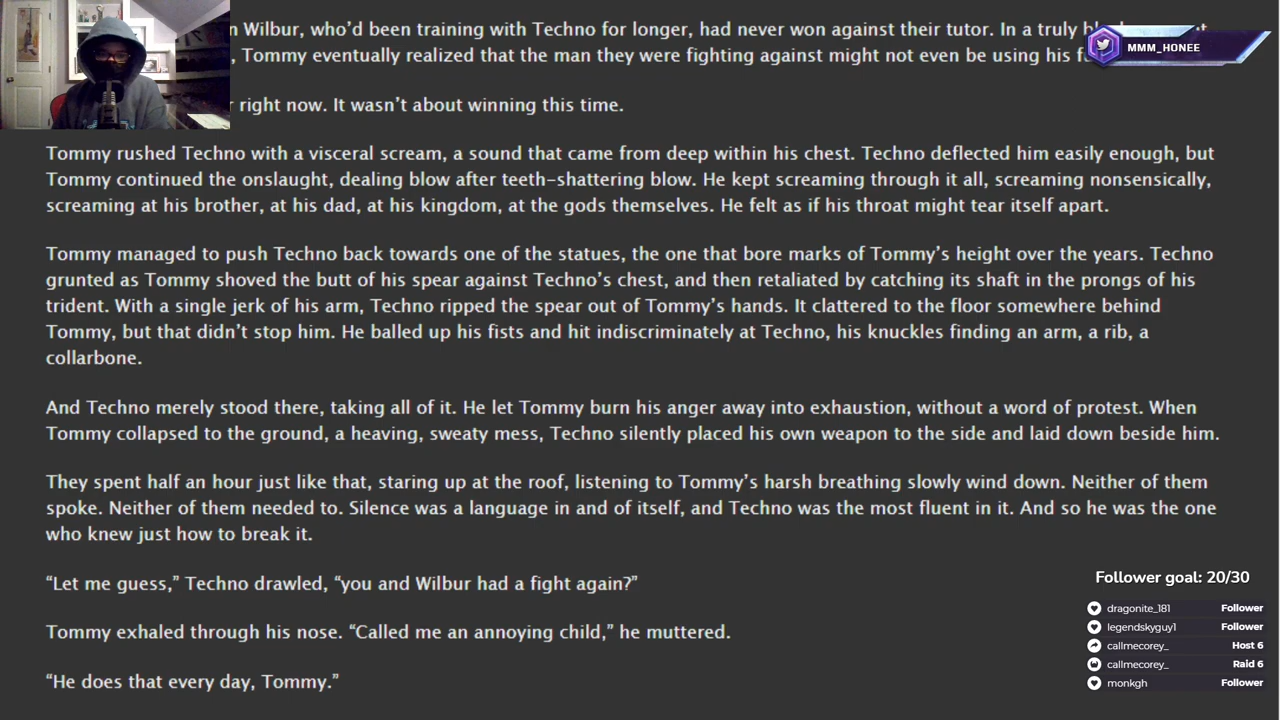 n Wilbur, who’d been training with Techno for longer, had never won against their tutor. In a truly
MMM_HONEE
, Tommy eventually realized that the man they were fighting against might not even be using his
r right now. It wasn’t about winning this time.
Tommy rushed Techno with a visceral scream, a sound that came from deep within his chest. Techno deflected him easily enough, but
Tommy continued the onslaught, dealing blow after teeth-shattering blow. He kept screaming through it all, screaming nonsensically,
screaming at his brother, at his dad, at his kingdom, at the gods themselves. He felt as if his throat might tear itself apart.
Tommy managed to push Techno back towards one of the statues, the one that bore marks of Tommy’s height over the years. Techno
grunted as Tommy shoved the butt of his spear against Techno’s chest, and then retaliated by catching its shaft in the prongs of his
trident. With a single jerk of his arm, Techno ripped the spear out of Tommy’s hands. It clattered to the floor somewhere behind
Tommy, but that didn’t stop him. He balled up his fists and hit indiscriminately at Techno, his knuckles finding an arm, a rib, a
collarbone.
And Techno merely stood there, taking all of it. He let Tommy burn his anger away into exhaustion, without a word of protest. When
Tommy collapsed to the ground, a heaving, sweaty mess, Techno silently placed his own weapon to the side and laid down beside him.
They spent half an hour just like that, staring up at the roof, listening to Tommy’s harsh breathing slowly wind down. Neither of them
spoke. Neither of them needed to. Silence was a language in and of itself, and Techno was the most fluent in it. And so he was the one
who knew just how to break it.
“Let me guess,” Techno drawled, “you and Wilbur had a fight again?”
Tommy exhaled through his nose. “Called me an annoying child,” he muttered.
“He does that every day, Tommy.”
Follower goal: 20/30
dragonite_181 Follower
legendskyguy1 Follower
callmecorey_ Host 6
callmecorey_ Raid 6
monkgh Follower